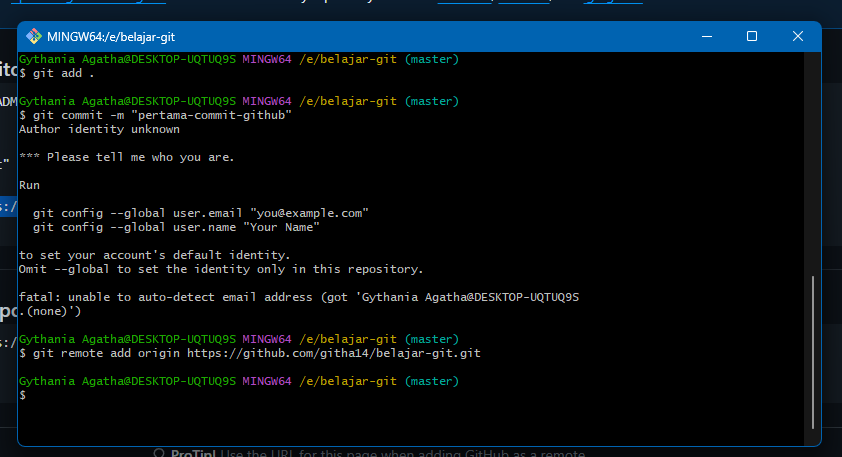 MINGW64:/e/belajar-git
Gythania Agatha@DESKTOP-UQTUQ9S MINGW64 /e/belajar-git (master)
$ git add .
Gythania Agatha@DESKTOP-UQTUQ9S MINGW64 /e/belajar-git (master)
$ git commit -m "pertama-commit-github"
Author identity unknown
*** Please tell me who you are.
Run
git config --global user.email "you@example.com"
git config --global user.name "Your Name"
to set your account's default identity.
Omit --global to set the identity only in this repository.
fatal: unable to auto-detect email address (got 'Gythania Agatha@DESKTOP-UQTUQ9S
.(none)')
Gythania Agatha@DESKTOP-UQTUQ9S MINGW64 /e/belajar-git (master)
$ git remote add origin https://github.com/githa14/belajar-git.git
Gythania Agatha@DESKTOP-UQTUQ9S MINGW64 /e/belajar-git (master)
$
ProTip! Use the URL for this page when adding GitHub as a remote.